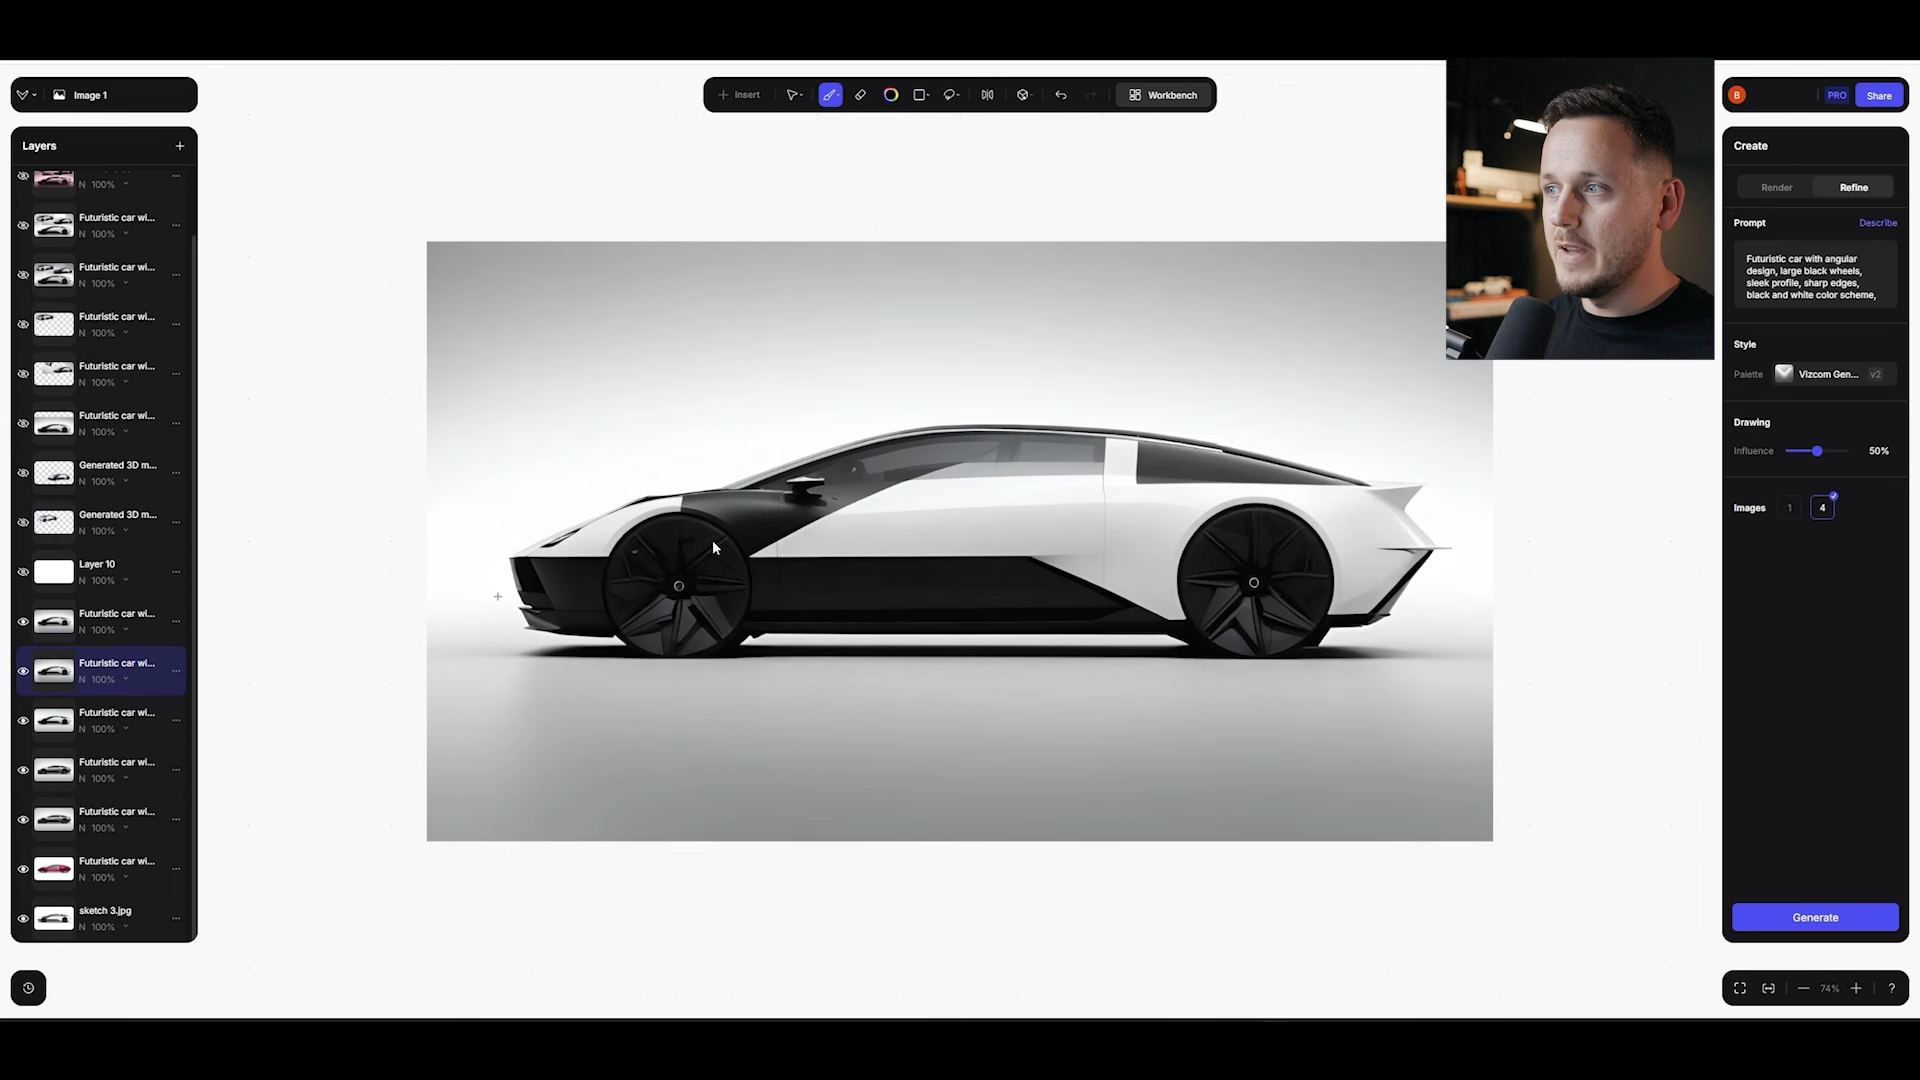 Image 1
Insert
Workbench
B
PRO
Share
Layers
N 100%
Futuristic car wi...
N 100%
Futuristic car wi...
N 100%
Futuristic car wi...
N 100%
Futuristic car wi...
N 100%
Futuristic car wi...
N 100%
Generated 3D m...
N 100%
Generated 3D m...
N 100%
Layer 10
N 100%
Futuristic car wi...
N 100%
Futuristic car wi...
N 100%
Futuristic car wi...
N 100%
Futuristic car wi...
N 100%
Futuristic car wi...
N 100%
Futuristic car wi...
N 100%
sketch 3.jpg
N 100%
Create
Render
Refine
Prompt
Describe
Futuristic car with angular
design, large black wheels,
sleek profile, sharp edges,
black and white color scheme,
Style
Palette
Vizcom Gen...
v2
Drawing
Influence
50%
Images
1
4
Generate
74%
?